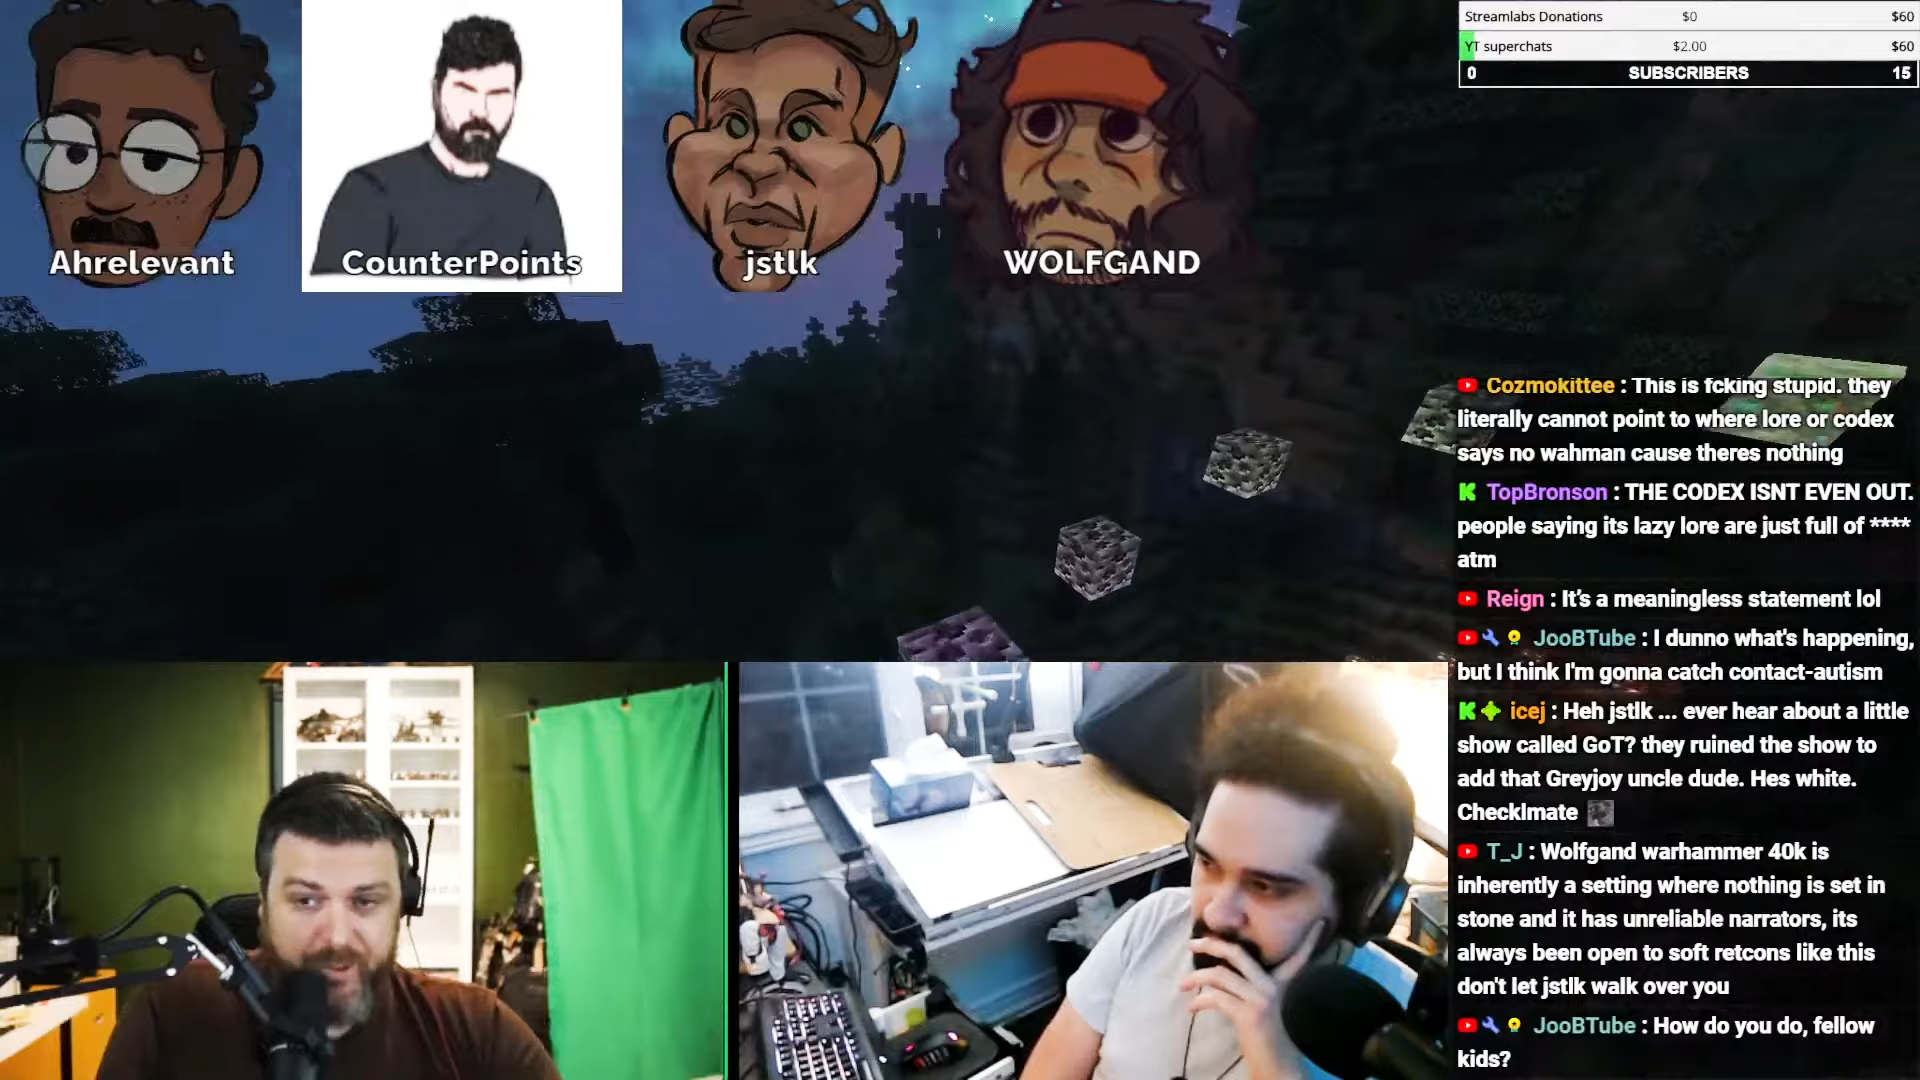 Streamlabs Donations $0 $60
YT superchats $2.00 $60
0 SUBSCRIBERS 15
Ahrelevant
CounterPoints
jstlk
WOLFGAND
Cozmokittee : This is fcking stupid. they
literally cannot point to where lore or codex
says no wahman cause theres nothing
TopBronson : THE CODEX ISNT EVEN OUT.
people saying its lazy lore are just full of ****
atm
Reign : It's a meaningless statement lol
JooBTube : I dunno what's happening,
but I think I'm gonna catch contact-autism
icej : Heh jstlk ... ever hear about a little
show called GoT? they ruined the show to
add that Greyjoy uncle dude. Hes white.
Checklmate
T_J : Wolfgand warhammer 40k is
inherently a setting where nothing is set in
stone and it has unreliable narrators, its
always been open to soft retcons like this
don't let jstlk walk over you
JooBTube : How do you do, fellow
kids?